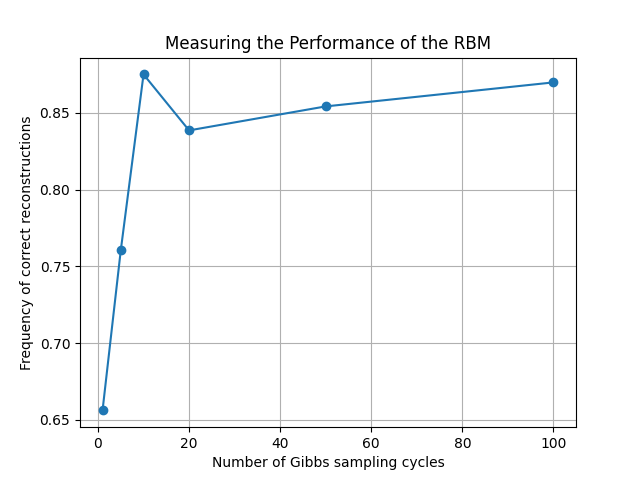 Measuring the Performance of the RBM
Frequency of correct reconstructions
0.85
0.80
0.75
0.70
0.65
0 20 40 60 80 100
Number of Gibbs sampling cycles